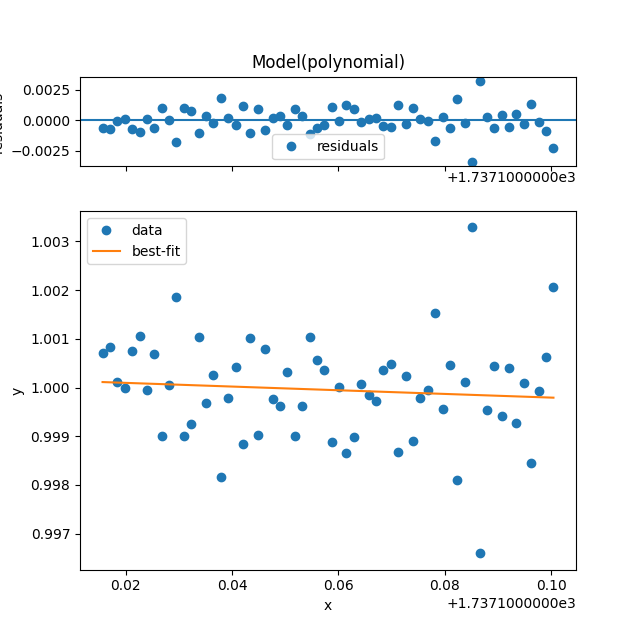 Model(polynomial)
0.0025
0.0000
−0.0025
residuals
+1.7371000000e3
data
best-fit
1.003
1.002
1.001
1.000
0.999
0.998
0.997
y
0.02 0.04 0.06 0.08 0.10
x
+1.7371000000e3